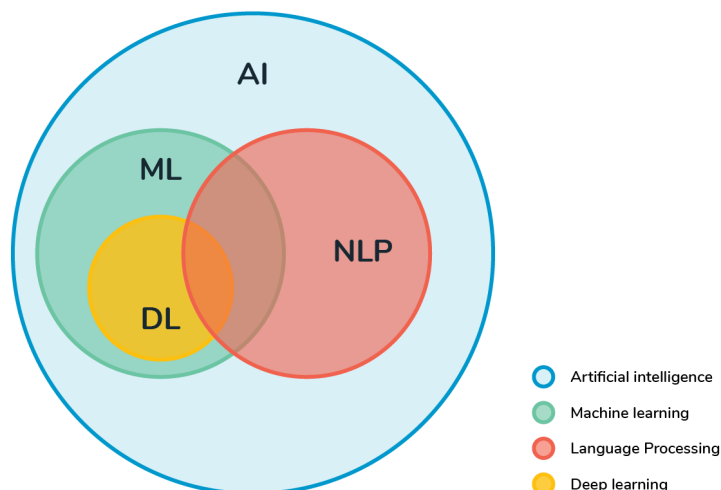 AI
ML
NLP
DL
Artificial intelligence
Machine learning
Language Processing
Deep learning